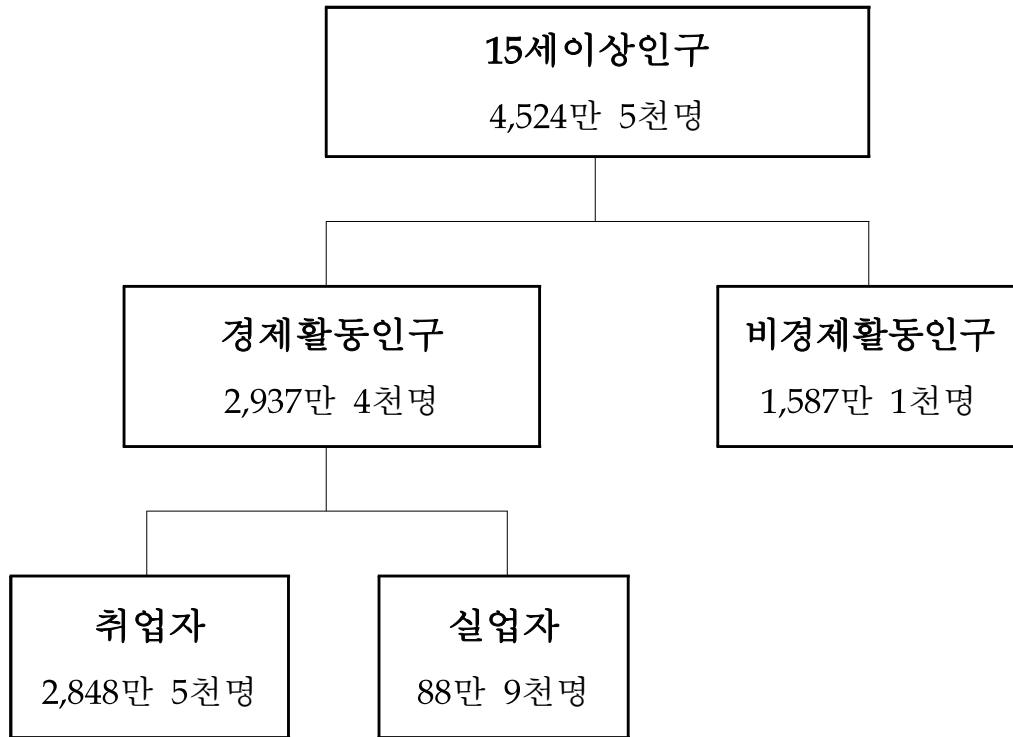 15세이상인구
4,524만 5천명
경제활동인구
2,937만 4천명
비경제활동인구
1,587만 1천명
취업자
2,848만 5천명
실업자
88만 9천명